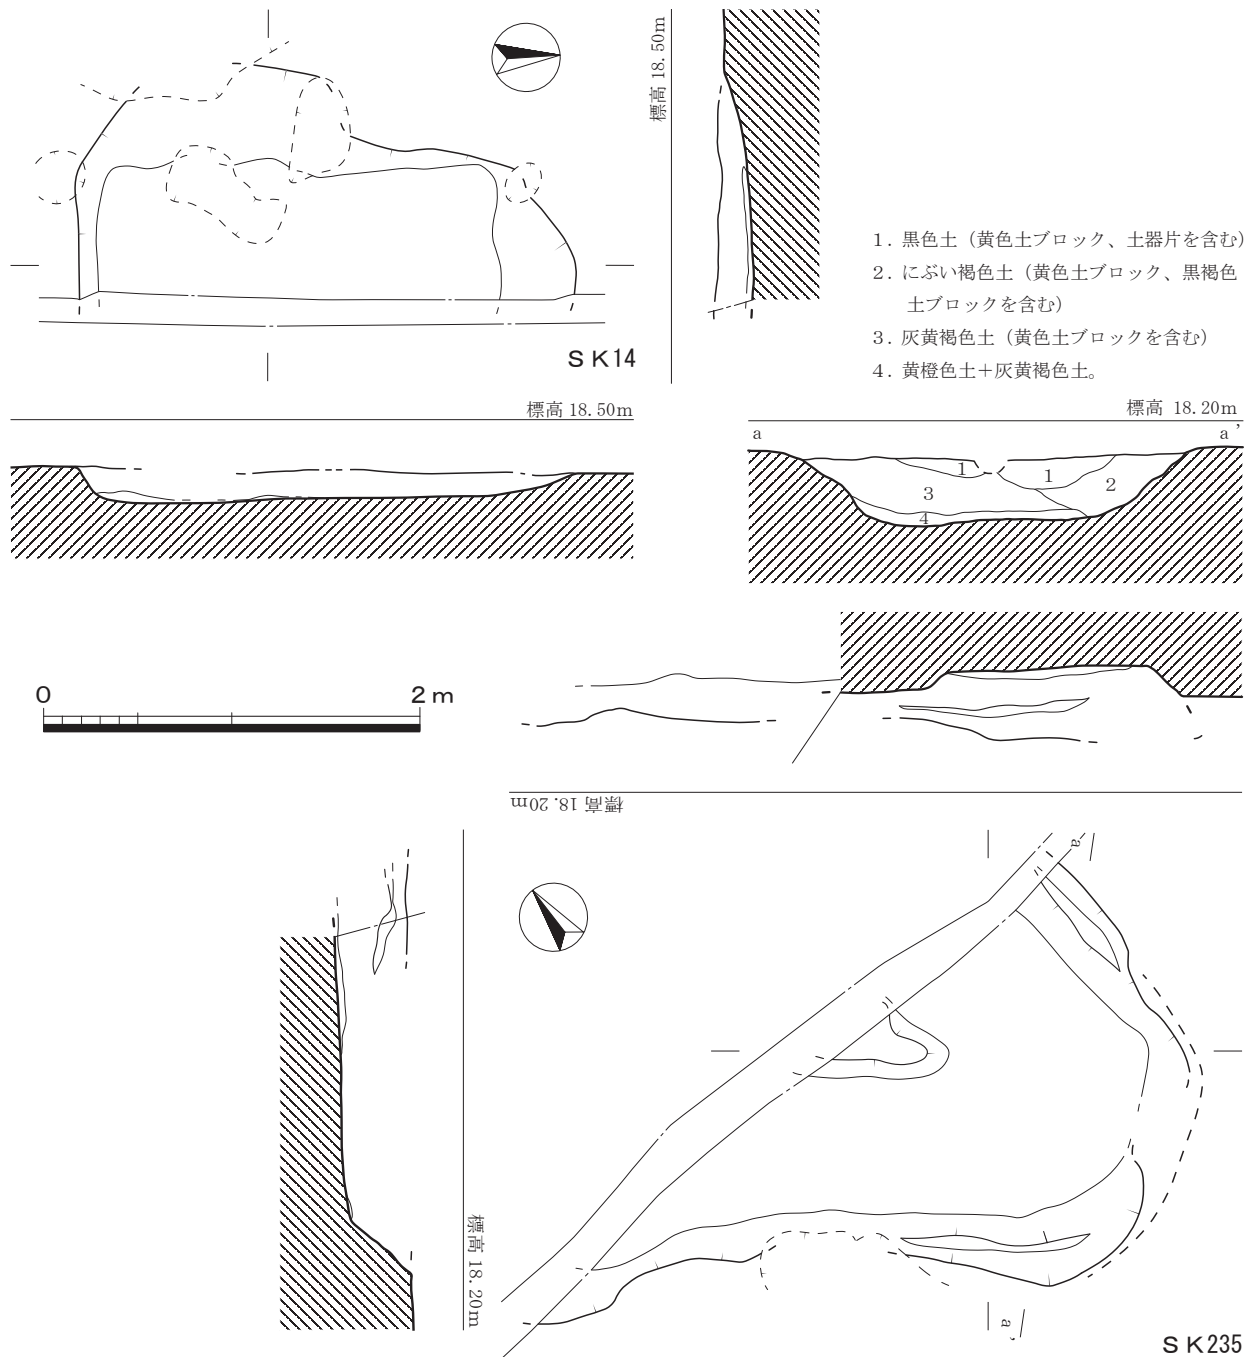 標高 18.50m
1. 黒色土（黄色土ブロック、土器片を含む）
2. にぶい褐色土（黄色土ブロック、黒褐色
土ブロックを含む）
3. 灰黄褐色土（黄色土ブロックを含む）
4. 黄橙色土＋灰黄褐色土。
ＳＫ14
標高 18.50m
標高 18.20m
a a'
1 1 2
3
4
0 2ｍ
標高 18.20m
標高 18.20m
a
a'
ＳＫ235